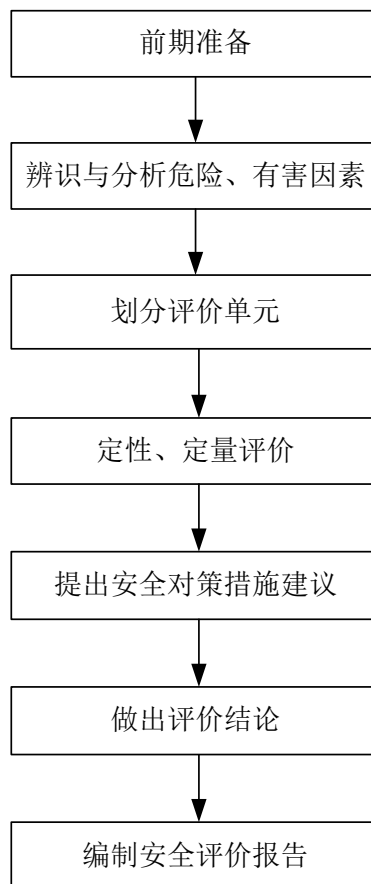 前期准备
辨识与分析危险、有害因素
划分评价单元
定性、定量评价
提出安全对策措施建议
做出评价结论
编制安全评价报告